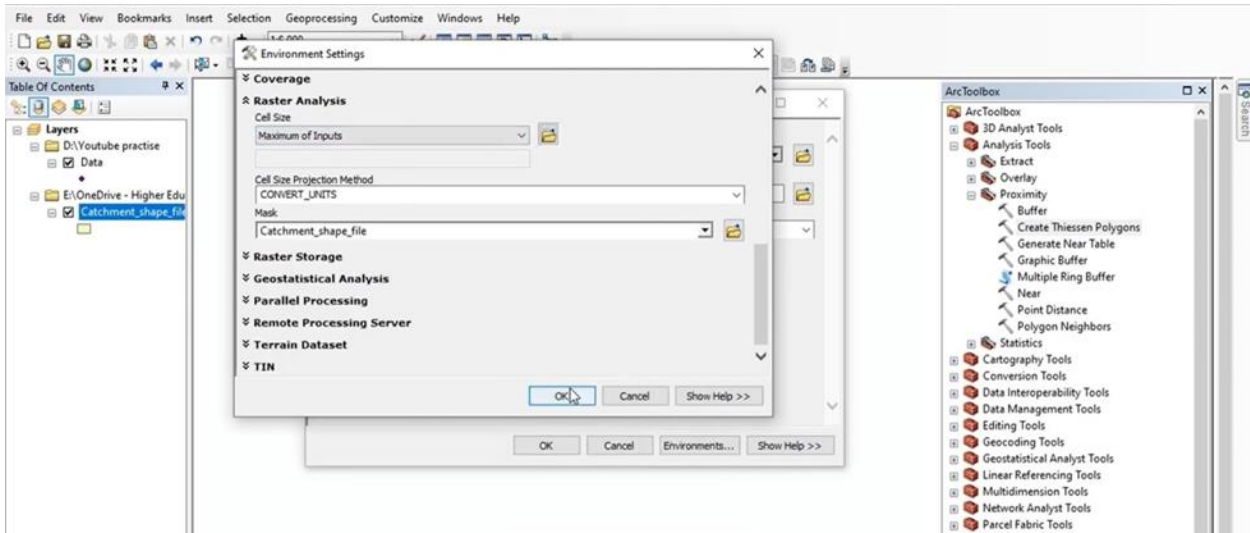 File Edit View Bookmarks Insert Selection Geoprocessing Customize Windows Help
Environment Settings
Coverage
Raster Analysis
Cell Size
Maximum of Inputs
Cell Size Projection Method
CONVERT_UNITS
Mask
Catchment_shape_file
Raster Storage
Geostatistical Analysis
Parallel Processing
Remote Processing Server
Terrain Dataset
TIN
OK Cancel Show Help >>
OK Cancel Environments... Show Help >>
Table Of Contents
Layers
D:\Youtube practise
Data
E:\OneDrive - Higher Edu
Catchment_shape_file
ArcToolbox
ArcToolbox
3D Analyst Tools
Analysis Tools
Extract
Overlay
Proximity
Buffer
Create Thiessen Polygons
Generate Near Table
Graphic Buffer
Multiple Ring Buffer
Near
Point Distance
Polygon Neighbors
Statistics
Cartography Tools
Conversion Tools
Data Interoperability Tools
Data Management Tools
Editing Tools
Geocoding Tools
Geostatistical Analyst Tools
Linear Referencing Tools
Multidimension Tools
Network Analyst Tools
Parcel Fabric Tools
Search